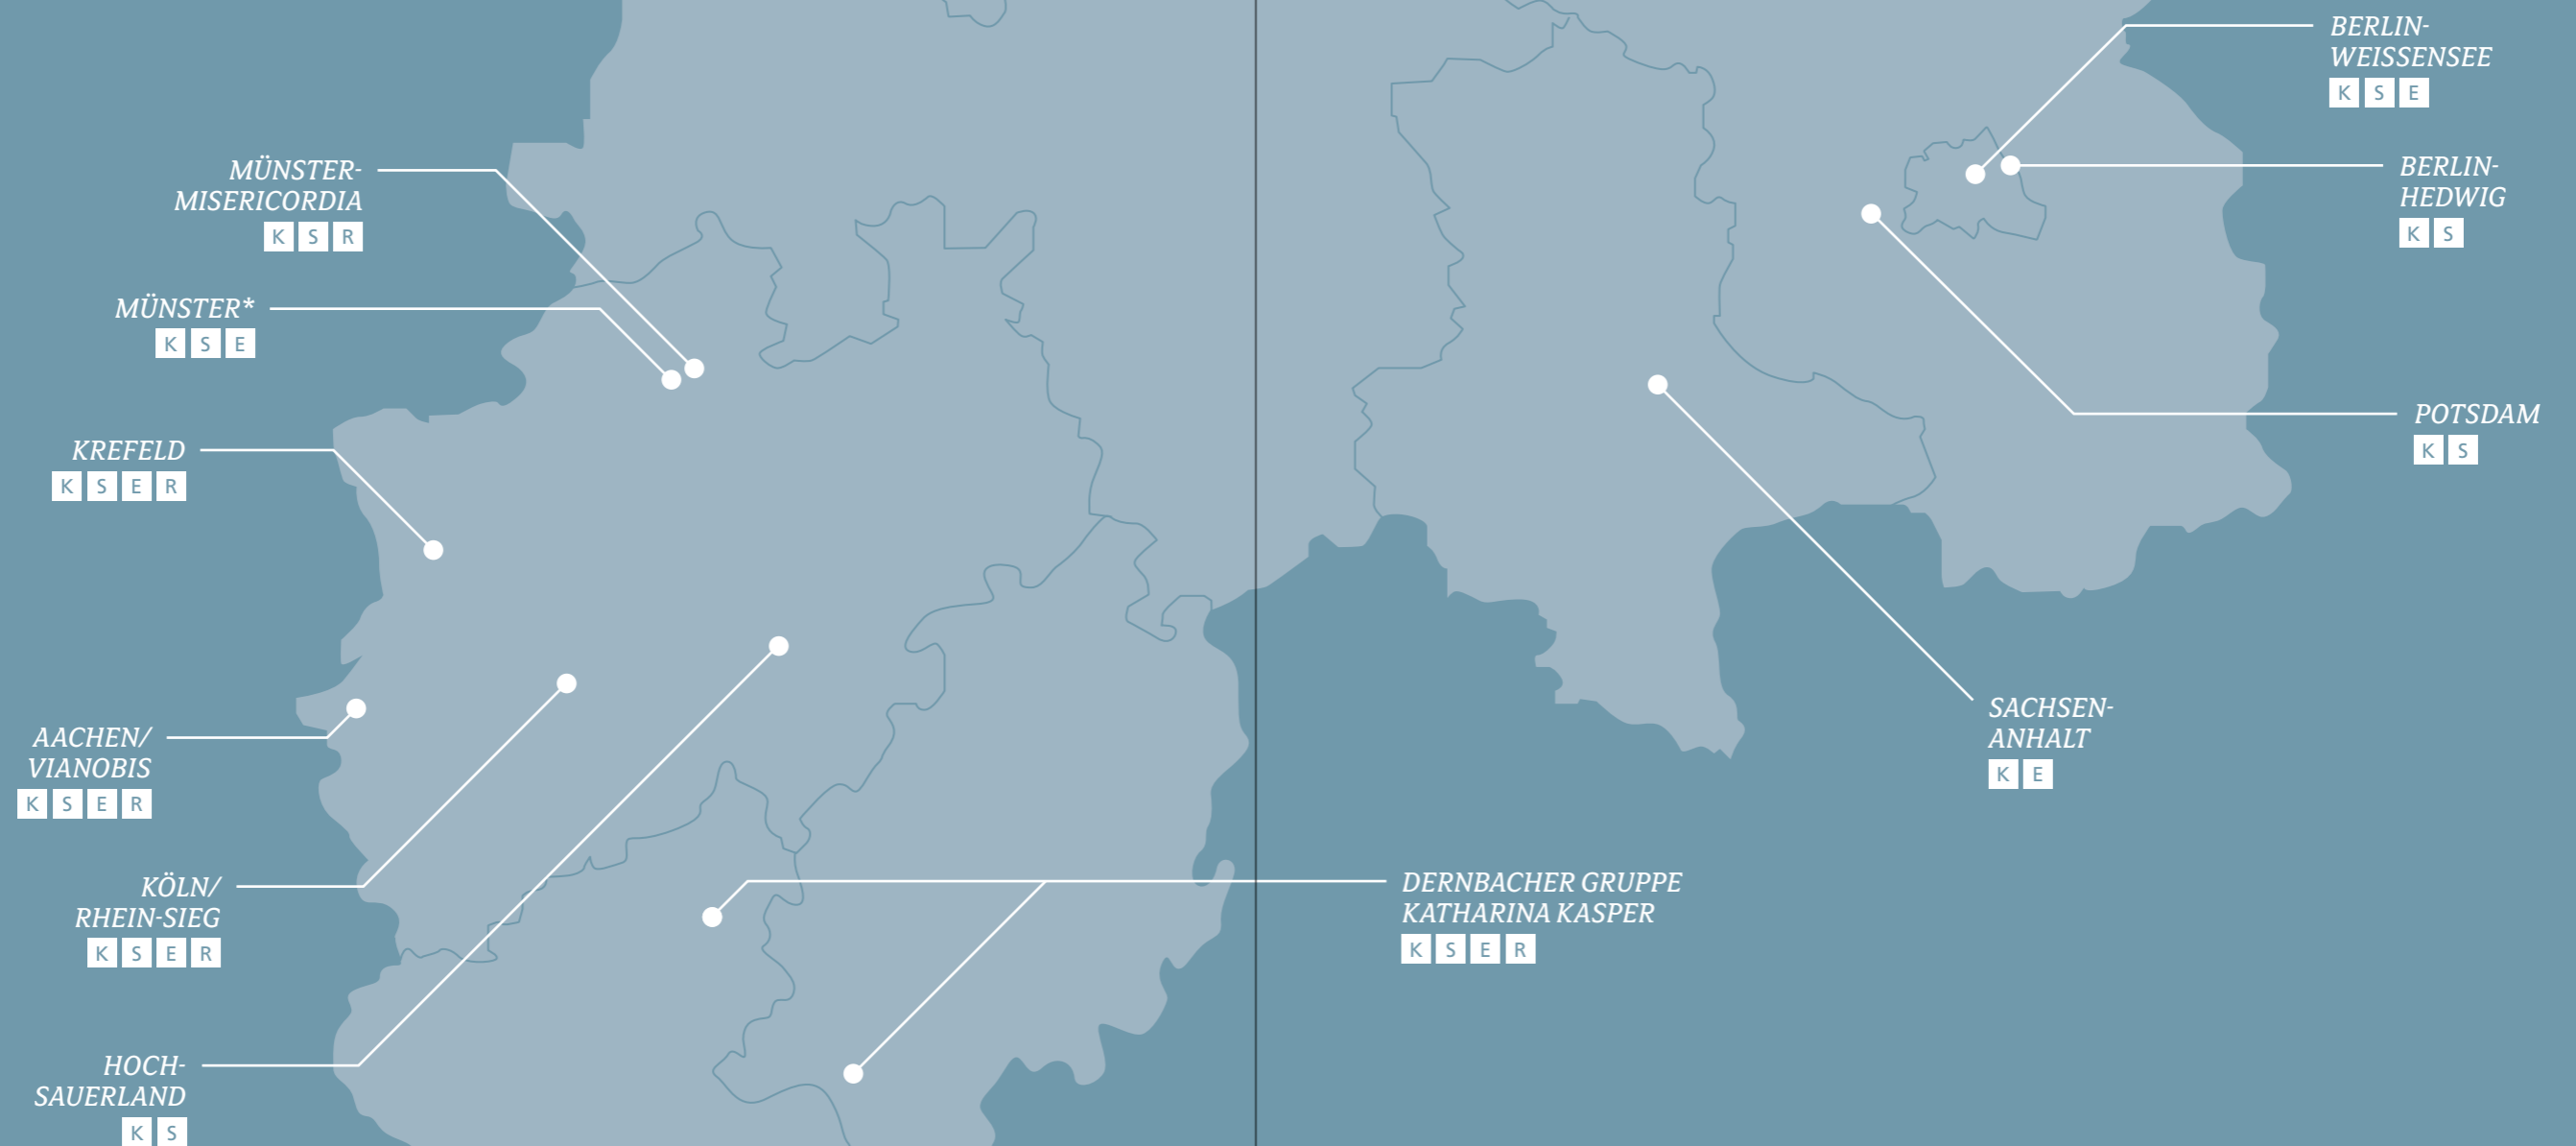 MÜNSTER-
MISERICORDIA
K S R
MÜNSTER*
K S E
KREFELD
K S E R
AACHEN/
VIANOBIS
K S E R
KÖLN/
RHEIN-SIEG
K S E R
HOCH-
SAUERLAND
K S
BERLIN-
WEISSENSEE
K S E
BERLIN-
HEDWIG
K S
POTSDAM
K S
SACHSEN-
ANHALT
K E
DERNBACHER GRUPPE
KATHARINA KASPER
K S E R